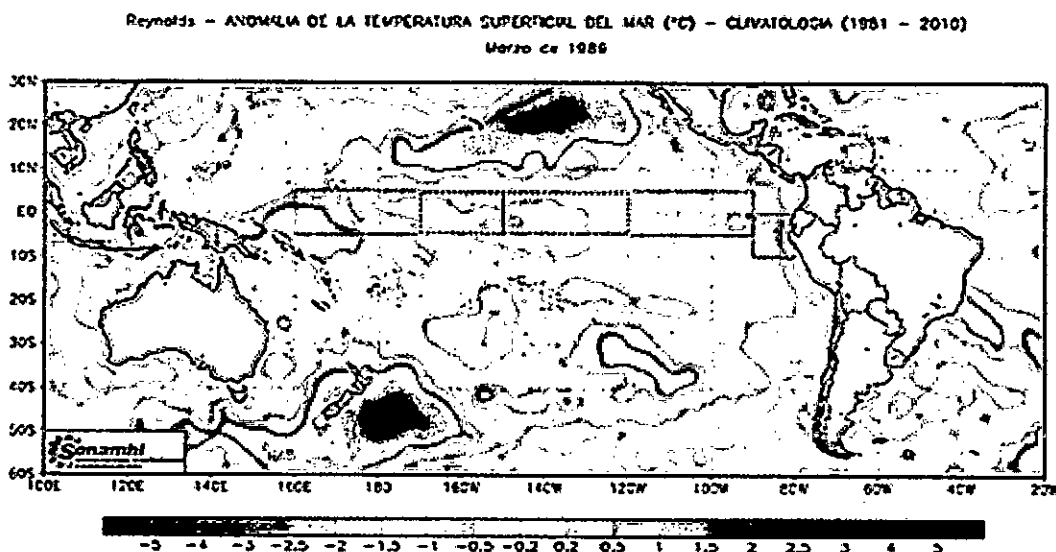 Reynolds - ANOMALIA DE LA TEMPERATURA SUPERFICIAL DEL MAR (°C) - CLIMATOLOGIA (1981 - 2010)
Marzo de
30N
20N
10N
EQ
10S
20S
30S
40S
50S
60S
Senamhi
100E 120E 140E 160E 180 160W 140W 120W 100W 80W 60W 40W 20W
-5 -4 -3 -2.5 -2 -1.5 -1 -0.5 -0.2 0.2 0.5 1 1.5 2 2.5 3 4 5